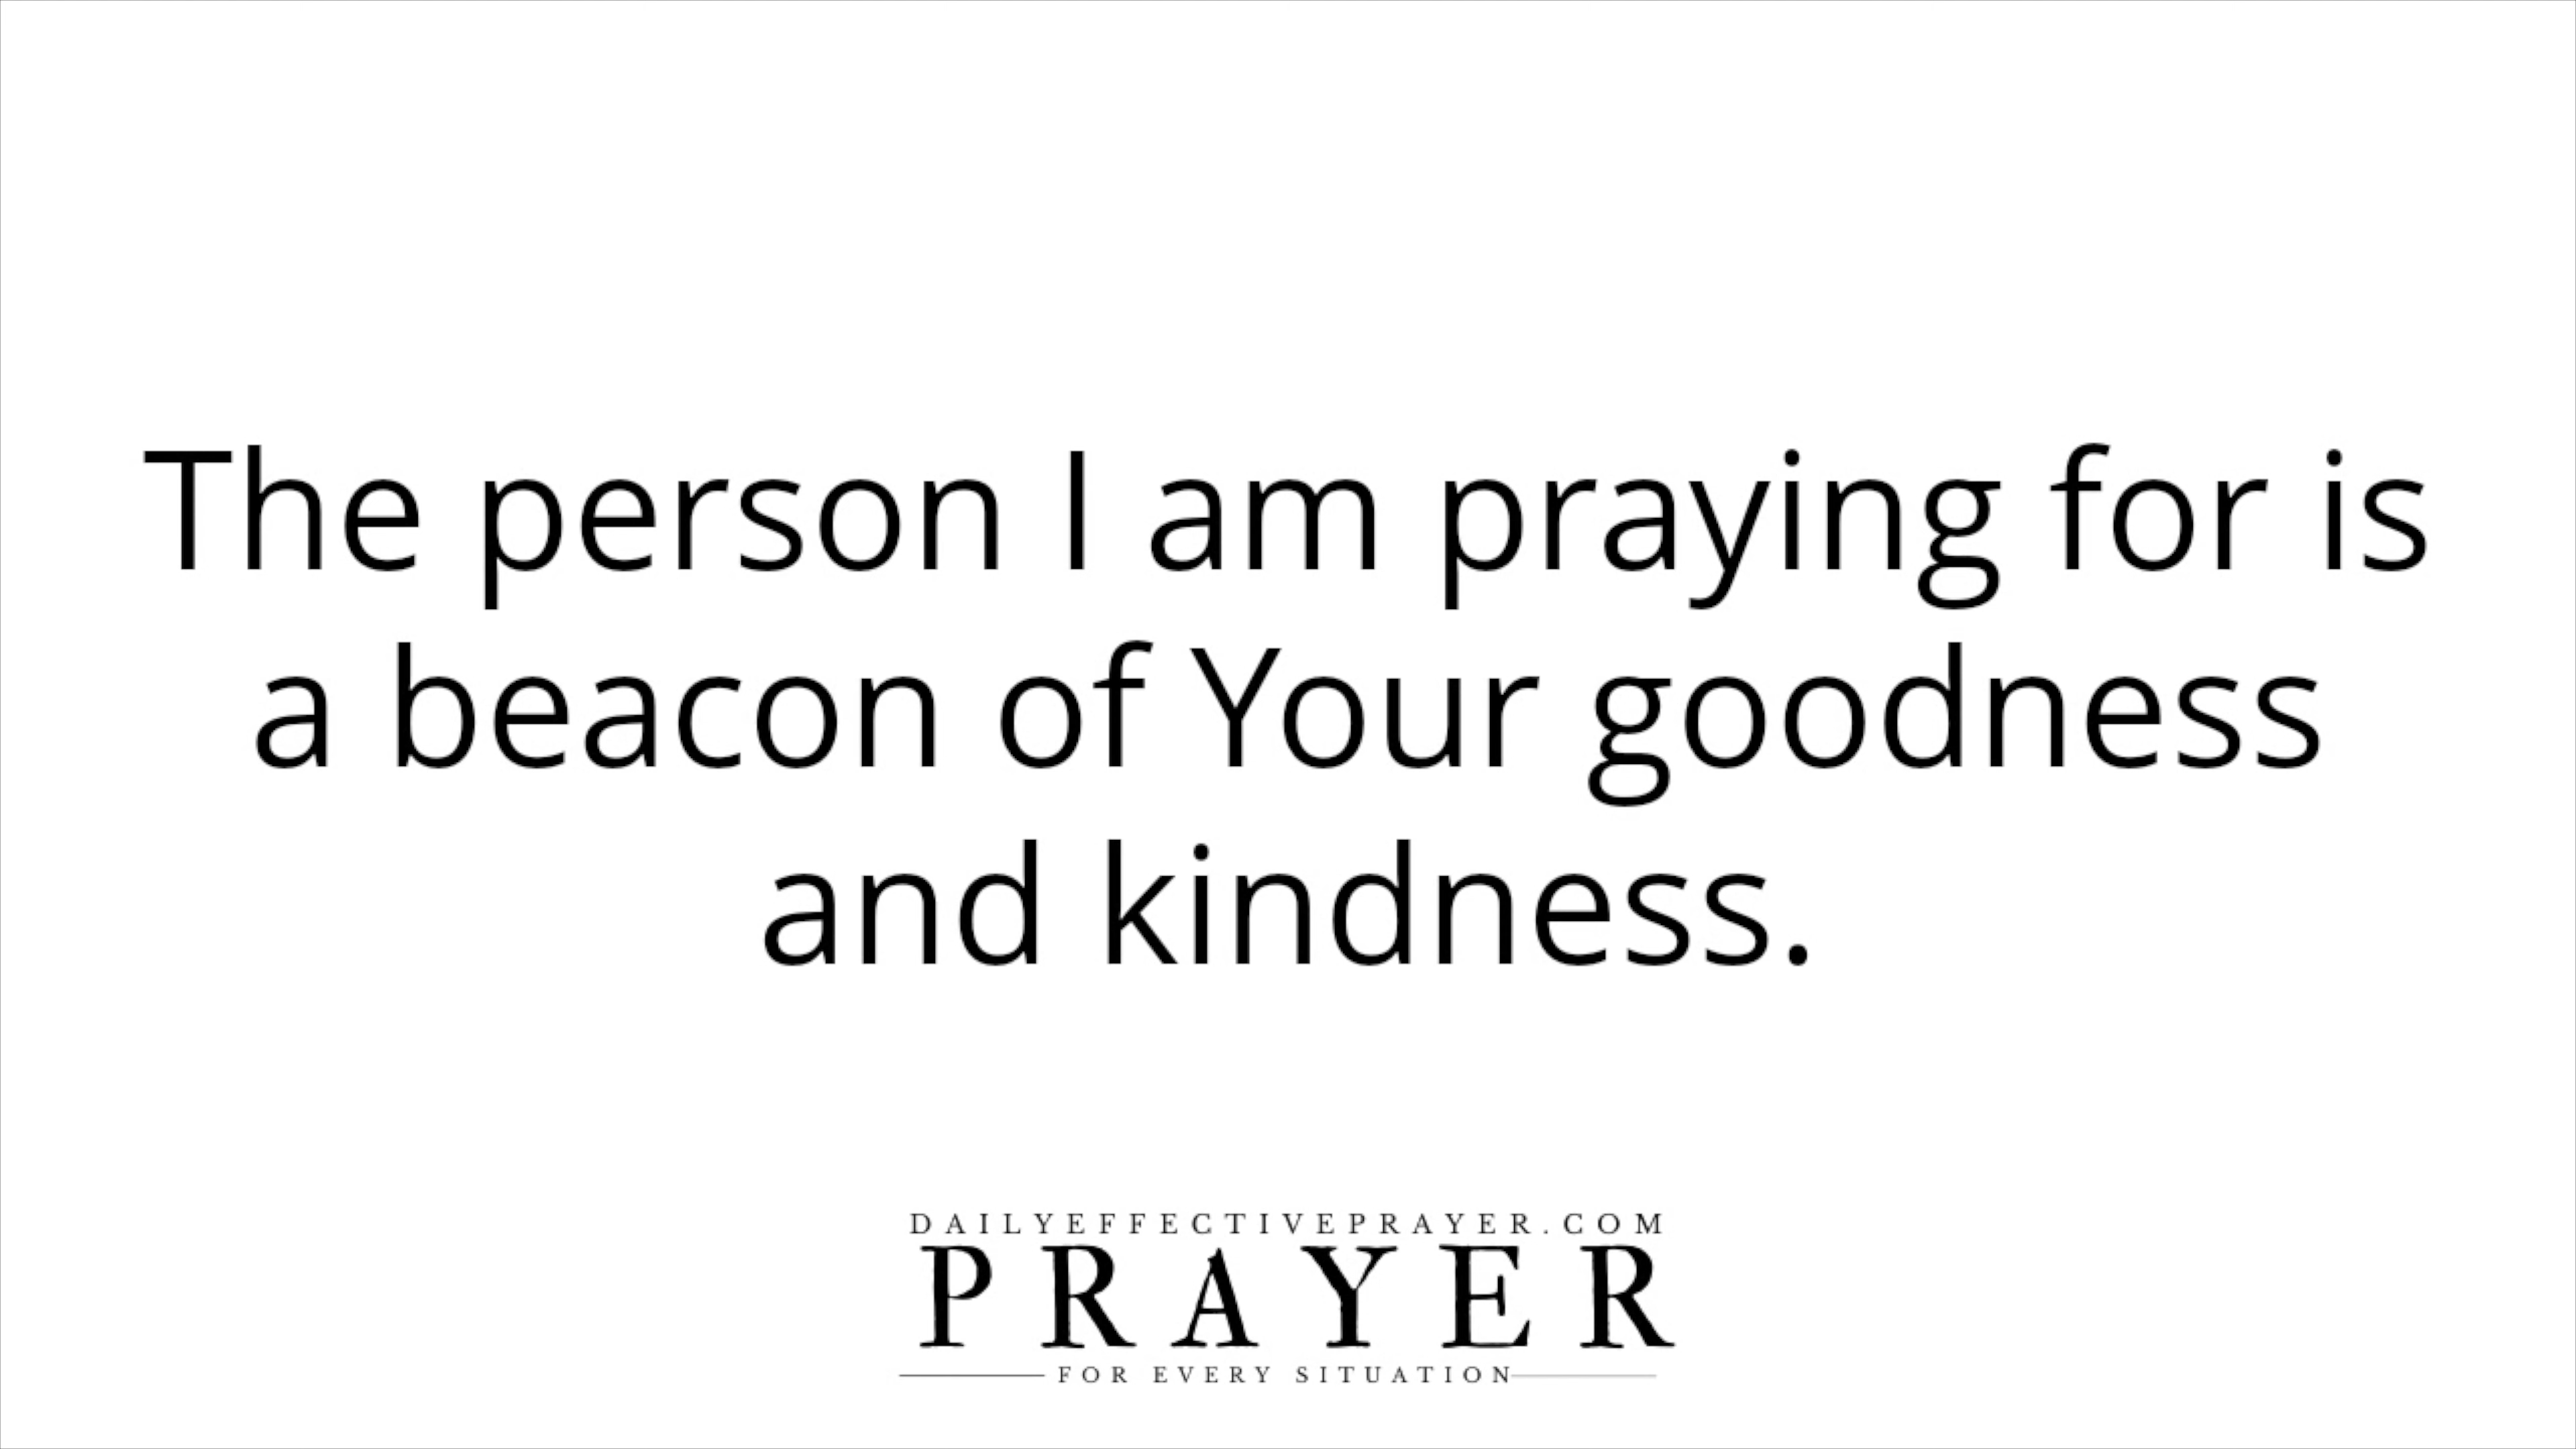 The person I am praying for is
a beacon of Your goodness
and kindness.
DAILYEFFECTIVEPRAYER.COM
PRAYER
FOR EVERY SITUATION